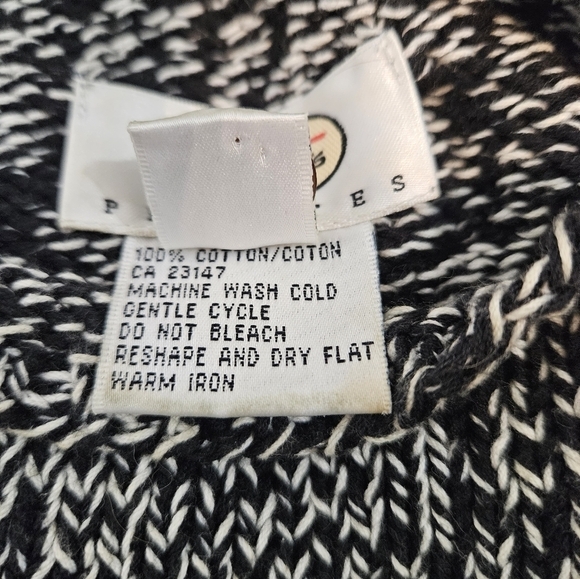 100% COTTON/COTON
CA 23147
MACHINE WASH COLD
GENTLE CYCLE
DO NOT BLEACH
RESHAPE AND DRY FLAT
WARM IRON